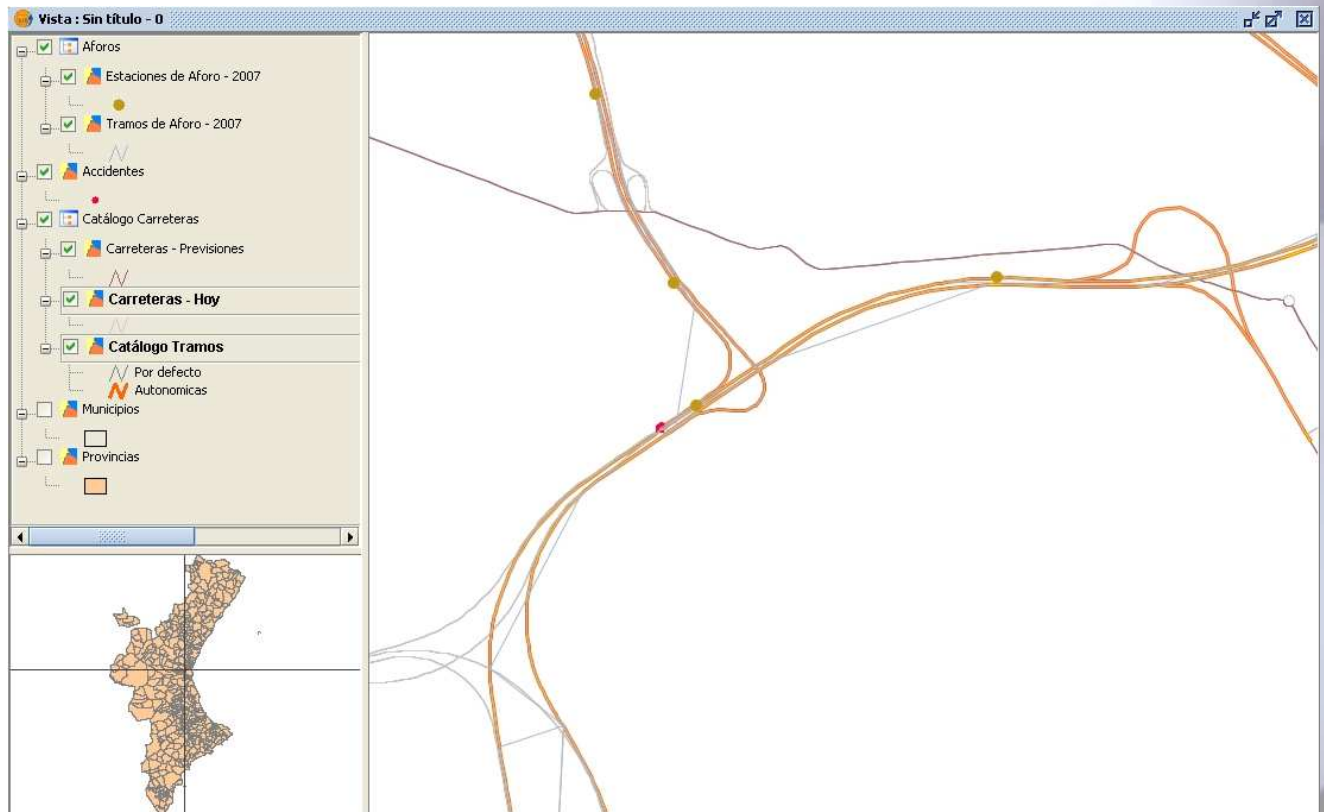 Vista : Sin título - 0
Aforos
Estaciones de Aforo - 2007
Tramos de Aforo - 2007
Accidentes
Catálogo Carreteras
Carreteras - Previsiones
Carreteras - Hoy
Catálogo Tramos
Por defecto
Autonomicas
Municipios
Provincias